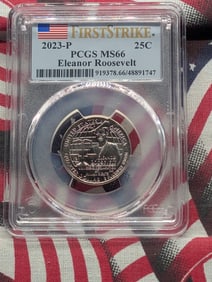 FIRSTSTRIKE
2023-P 25C
PCGS MS66
Eleanor Roosevelt
919378.66/48891747